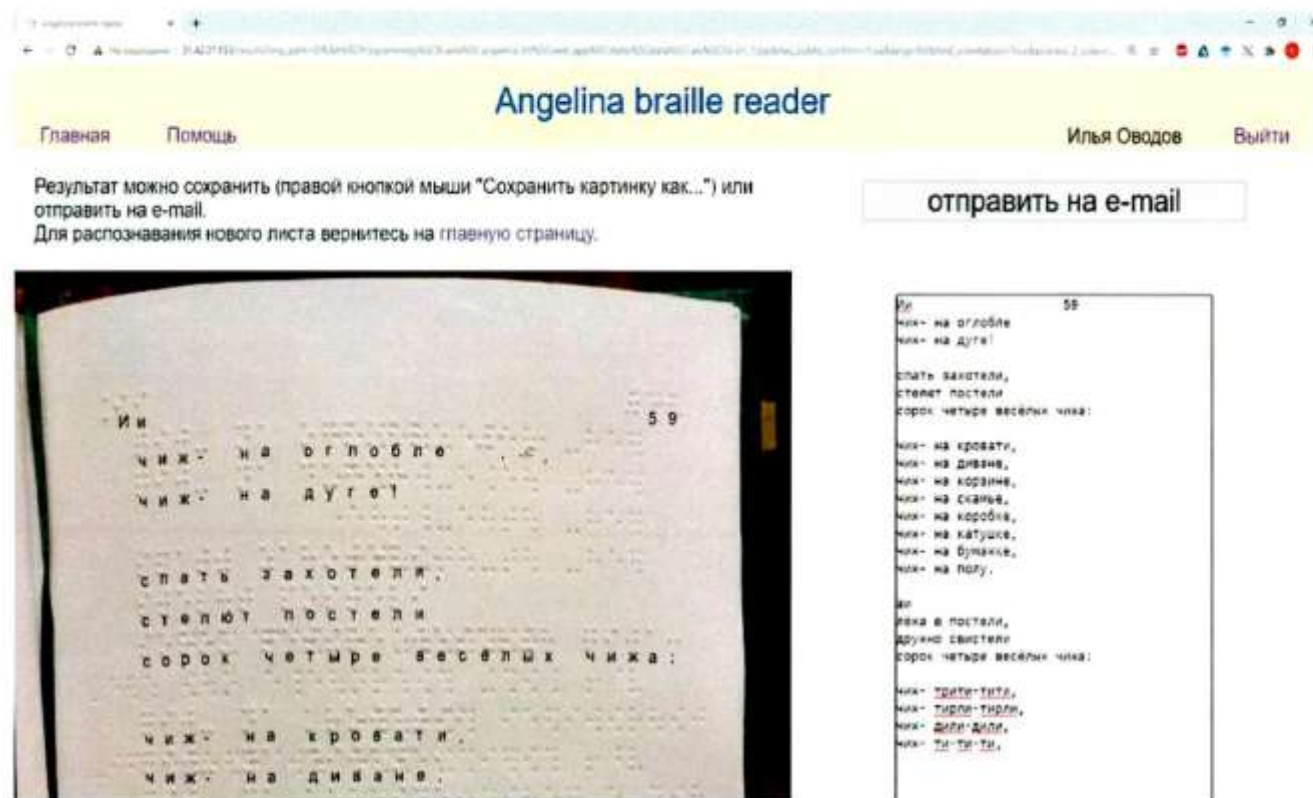 Angelina braille reader
Главная Помощь Илья Оводов Выйти
Результат можно сохранить (правой кнопкой мыши "Сохранить картинку как...") или
отправить на e-mail.
Для распознавания нового листа вернитесь на главную страницу.
отправить на e-mail
Ии 59
чиж- на оглобле
чиж- на дуге!
спать захотели,
стелют постели
сорок четыре весёлых чижа:
чиж- на кровати,
чиж- на диване,
Ии 59
чиж- на оглобле
чиж- на дуге!
спать захотели,
стелют постели
сорок четыре весёлых чижа:
чиж- на кровати,
чиж- на диване,
чиж- на корзине,
чиж- на скамье,
чиж- на коробке,
чиж- на катушке,
чиж- на бумажке,
чиж- на полу.
лёжа в постели,
дружно свистели
сорок четыре весёлых чижа:
чиж- трити-тити,
чиж- тирли-тирли,
чиж- дили-дили,
чиж- ти-ти-ти,